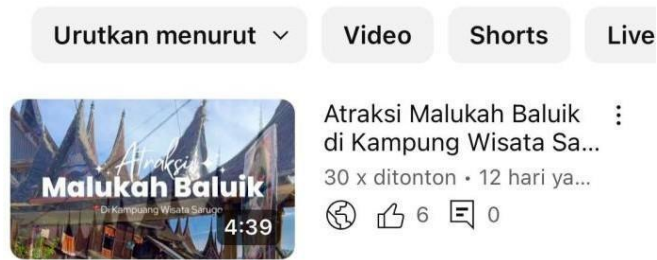 Urutkan menurut
Video
Shorts
Live
Atraksi
Malukah Baluik
Di Kampuang Wisata Sarugo
4:39
Atraksi Malukah Baluik
di Kampung Wisata Sa...
30 x ditonton • 12 hari ya...
6
0